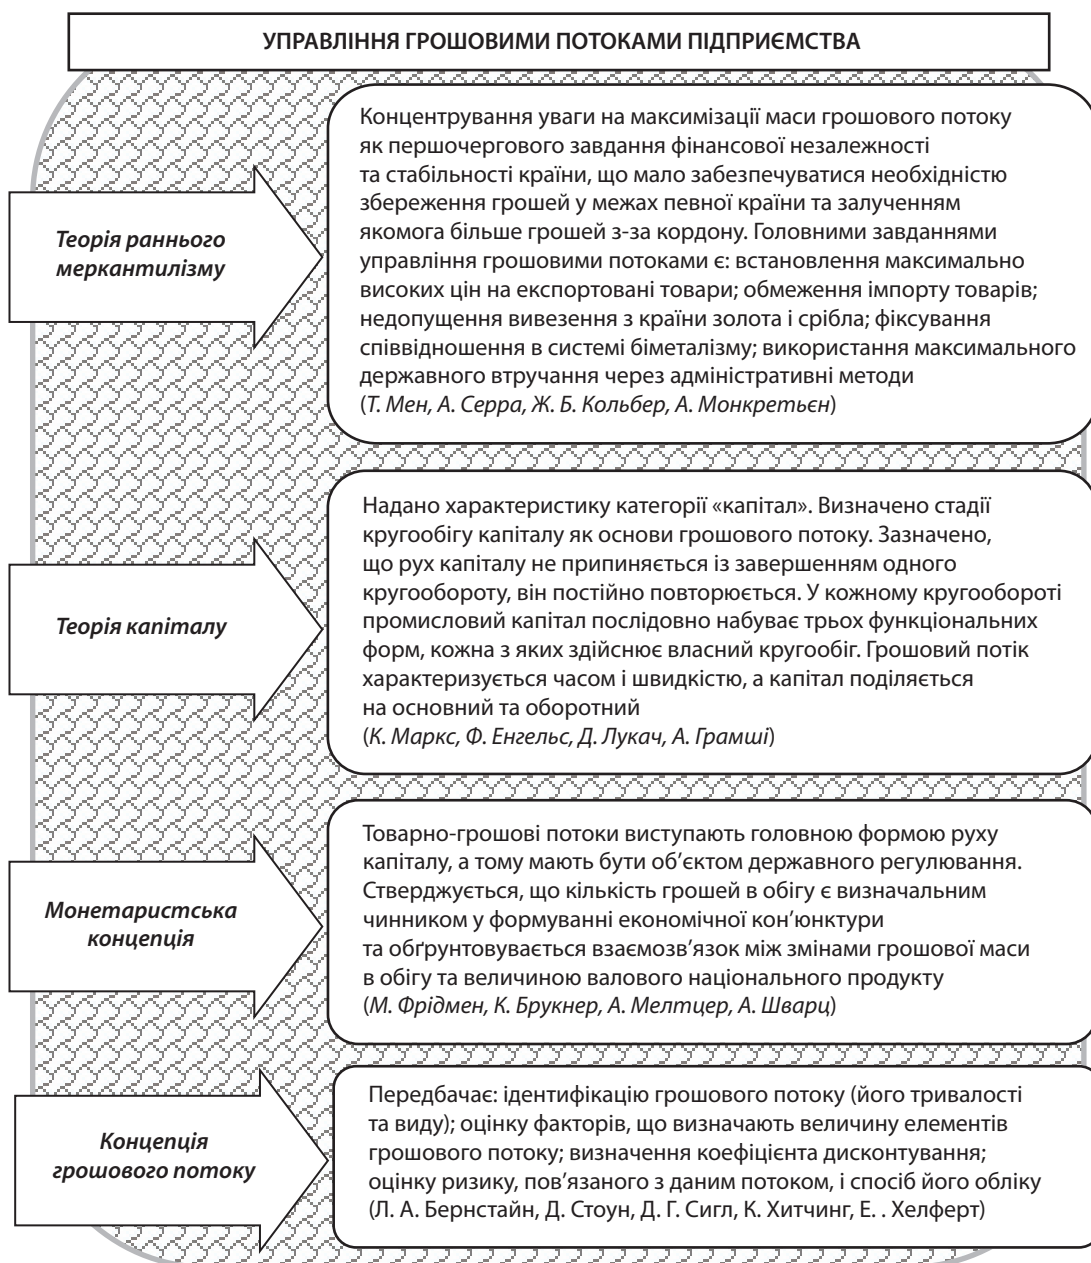 УПРАВЛІННЯ ГРОШОВИМИ ПОТОКАМИ ПІДПРИЄМСТВА
Теорія раннього
меркантилізму
Концентрування уваги на максимізації маси грошового потоку
як першочергового завдання фінансової незалежності
та стабільності країни, що мало забезпечуватися необхідністю
збереження грошей у межах певної країни та залученням
якомога більше грошей з-за кордону. Головними завданнями
управління грошовими потоками є: встановлення максимально
високих цін на експортовані товари; обмеження імпорту товарів;
недопущення вивезення з країни золота і срібла; фіксування
співвідношення в системі біметалізму; використання максимального
державного втручання через адміністративні методи
(Т. Мен, А. Серра, Ж. Б. Кольбер, А. Монкретьєн)
Теорія капіталу
Надано характеристику категорії «капітал». Визначено стадії
кругообігу капіталу як основи грошового потоку. Зазначено,
що рух капіталу не припиняється із завершенням одного
кругообороту, він постійно повторюється. У кожному кругообороті
промисловий капітал послідовно набуває трьох функціональних
форм, кожна з яких здійснює власний кругообіг. Грошовий потік
характеризується часом і швидкістю, а капітал поділяється
на основний та оборотний
(К. Маркс, Ф. Енгельс, Д. Лукач, А. Грамші)
Монетаристська
концепція
Товарно-грошові потоки виступають головною формою руху
капіталу, а тому мають бути об’єктом державного регулювання.
Стверджується, що кількість грошей в обігу є визначальним
чинником у формуванні економічної кон’юнктури
та обґрунтовується взаємозв’язок між змінами грошової маси
в обігу та величиною валового національного продукту
(М. Фрідмен, К. Брукнер, А. Мелтцер, А. Шварц)
Концепція
грошового потоку
Передбачає: ідентифікацію грошового потоку (його тривалості
та виду); оцінку факторів, що визначають величину елементів
грошового потоку; визначення коефіцієнта дисконтування;
оцінку ризику, пов’язаного з даним потоком, і спосіб його обліку
(Л. А. Бернстайн, Д. Стоун, Д. Г. Сигл, К. Хитчинг, Е. . Хелферт)